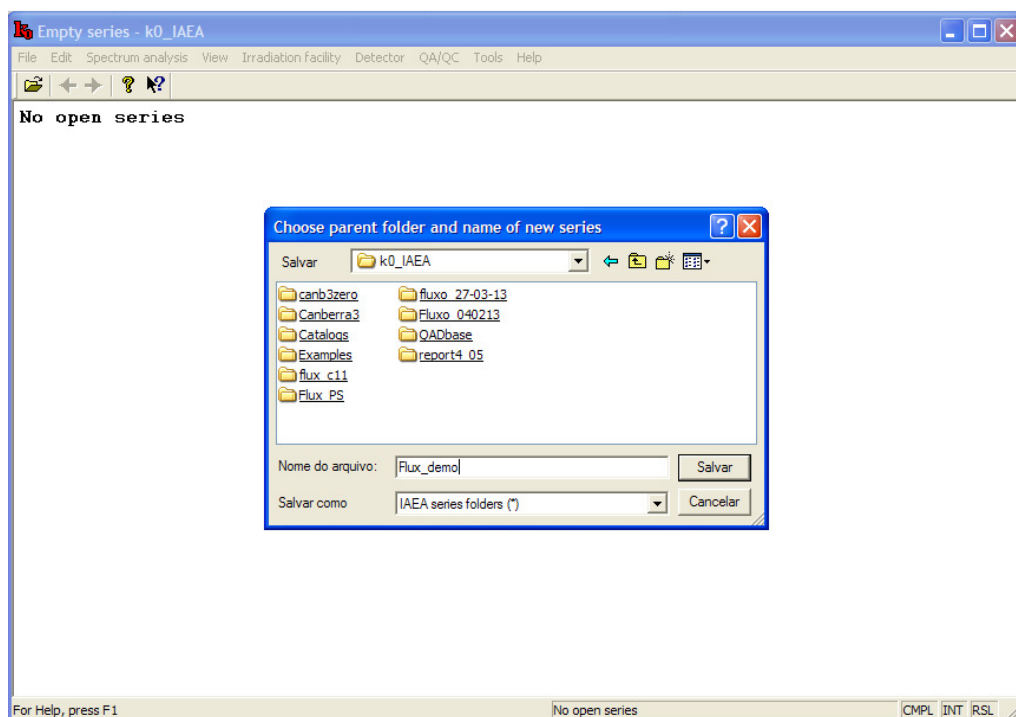 Empty series - k0_IAEA
File Edit Spectrum analysis View Irradiation facility Detector QA/QC Tools Help
No open series
Choose parent folder and name of new series
Salvar k0_IAEA
canb3zero fluxo_27-03-13
Canberra3 Fluxo_040213
Catalogs QADbase
Examples report4_05
flux_c11
Flux_PS
Nome do arquivo: Flux_demo Salvar
Salvar como IAEA series folders (*) Cancelar
For Help, press F1 No open series CMPL INT RSL